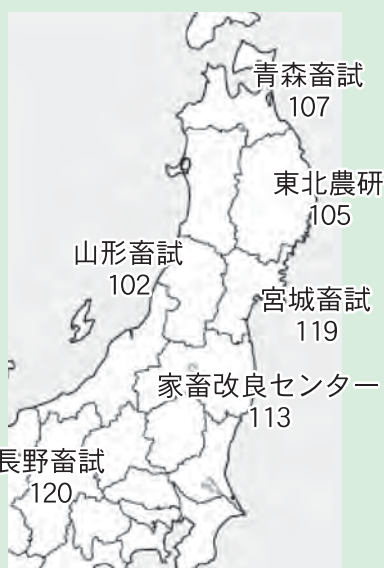 青森畜試
107
東北農研
105
山形畜試
102
宮城畜試
119
家畜改良センター
113
長野畜試
120